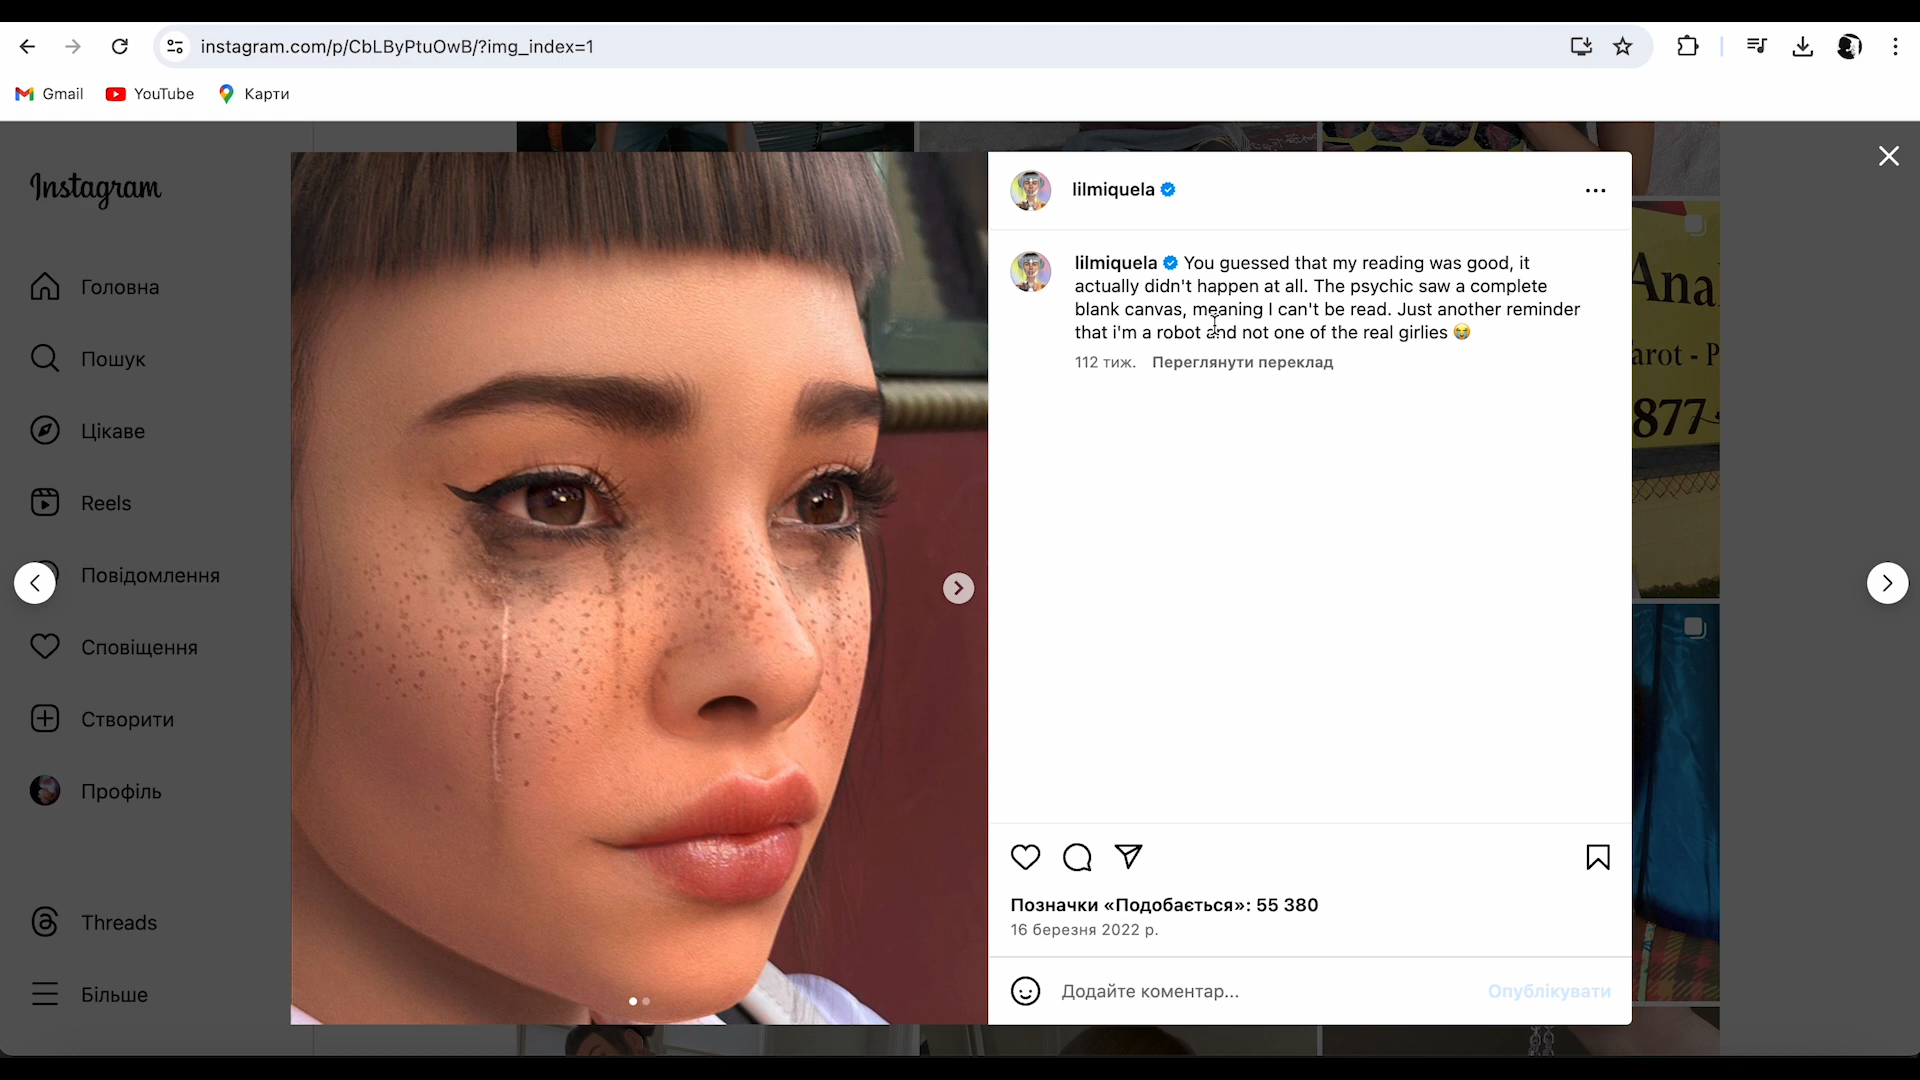 instagram.com/p/CbLByPtuOwB/?img_index=1
Gmail YouTube Карти
Instagram
Головна
Пошук
Цікаве
Reels
Повідомлення
Сповіщення
Створити
Профіль
Threads
Більше
lilmiquela
lilmiquela You guessed that my reading was good, it
actually didn't happen at all. The psychic saw a complete
blank canvas, meaning I can't be read. Just another reminder
that i'm a robot and not one of the real girlies 😭
112 тиж. Переглянути переклад
Позначки «Подобається»: 55 380
16 березня 2022 р.
Додайте коментар...
Опублікувати
Ana
arot - P
877-